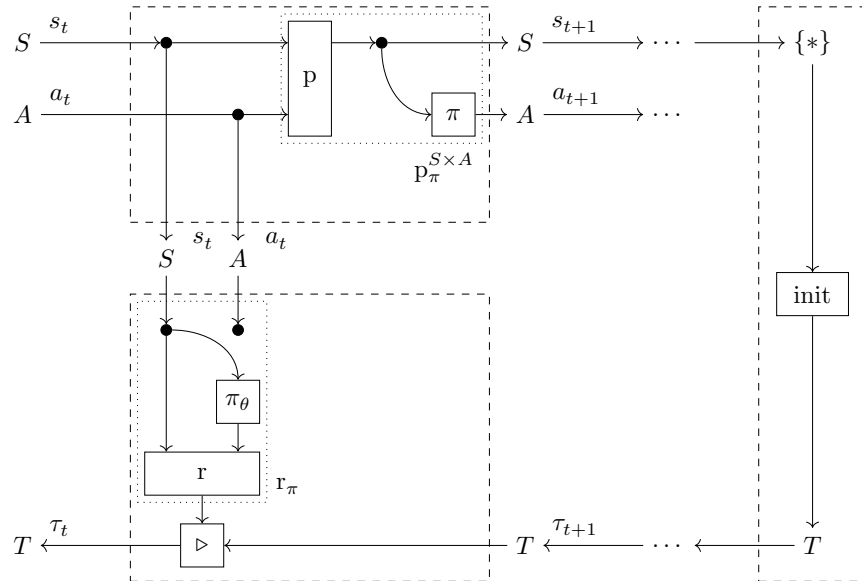 s_t s_{t+1}
S p S ··· {*}
a_t a_{t+1}
A π A ···
p_π^{S×A}
s_t a_t
S A
init
π_θ
r r_π
τ_t τ_{t+1}
T ▷ T ··· T